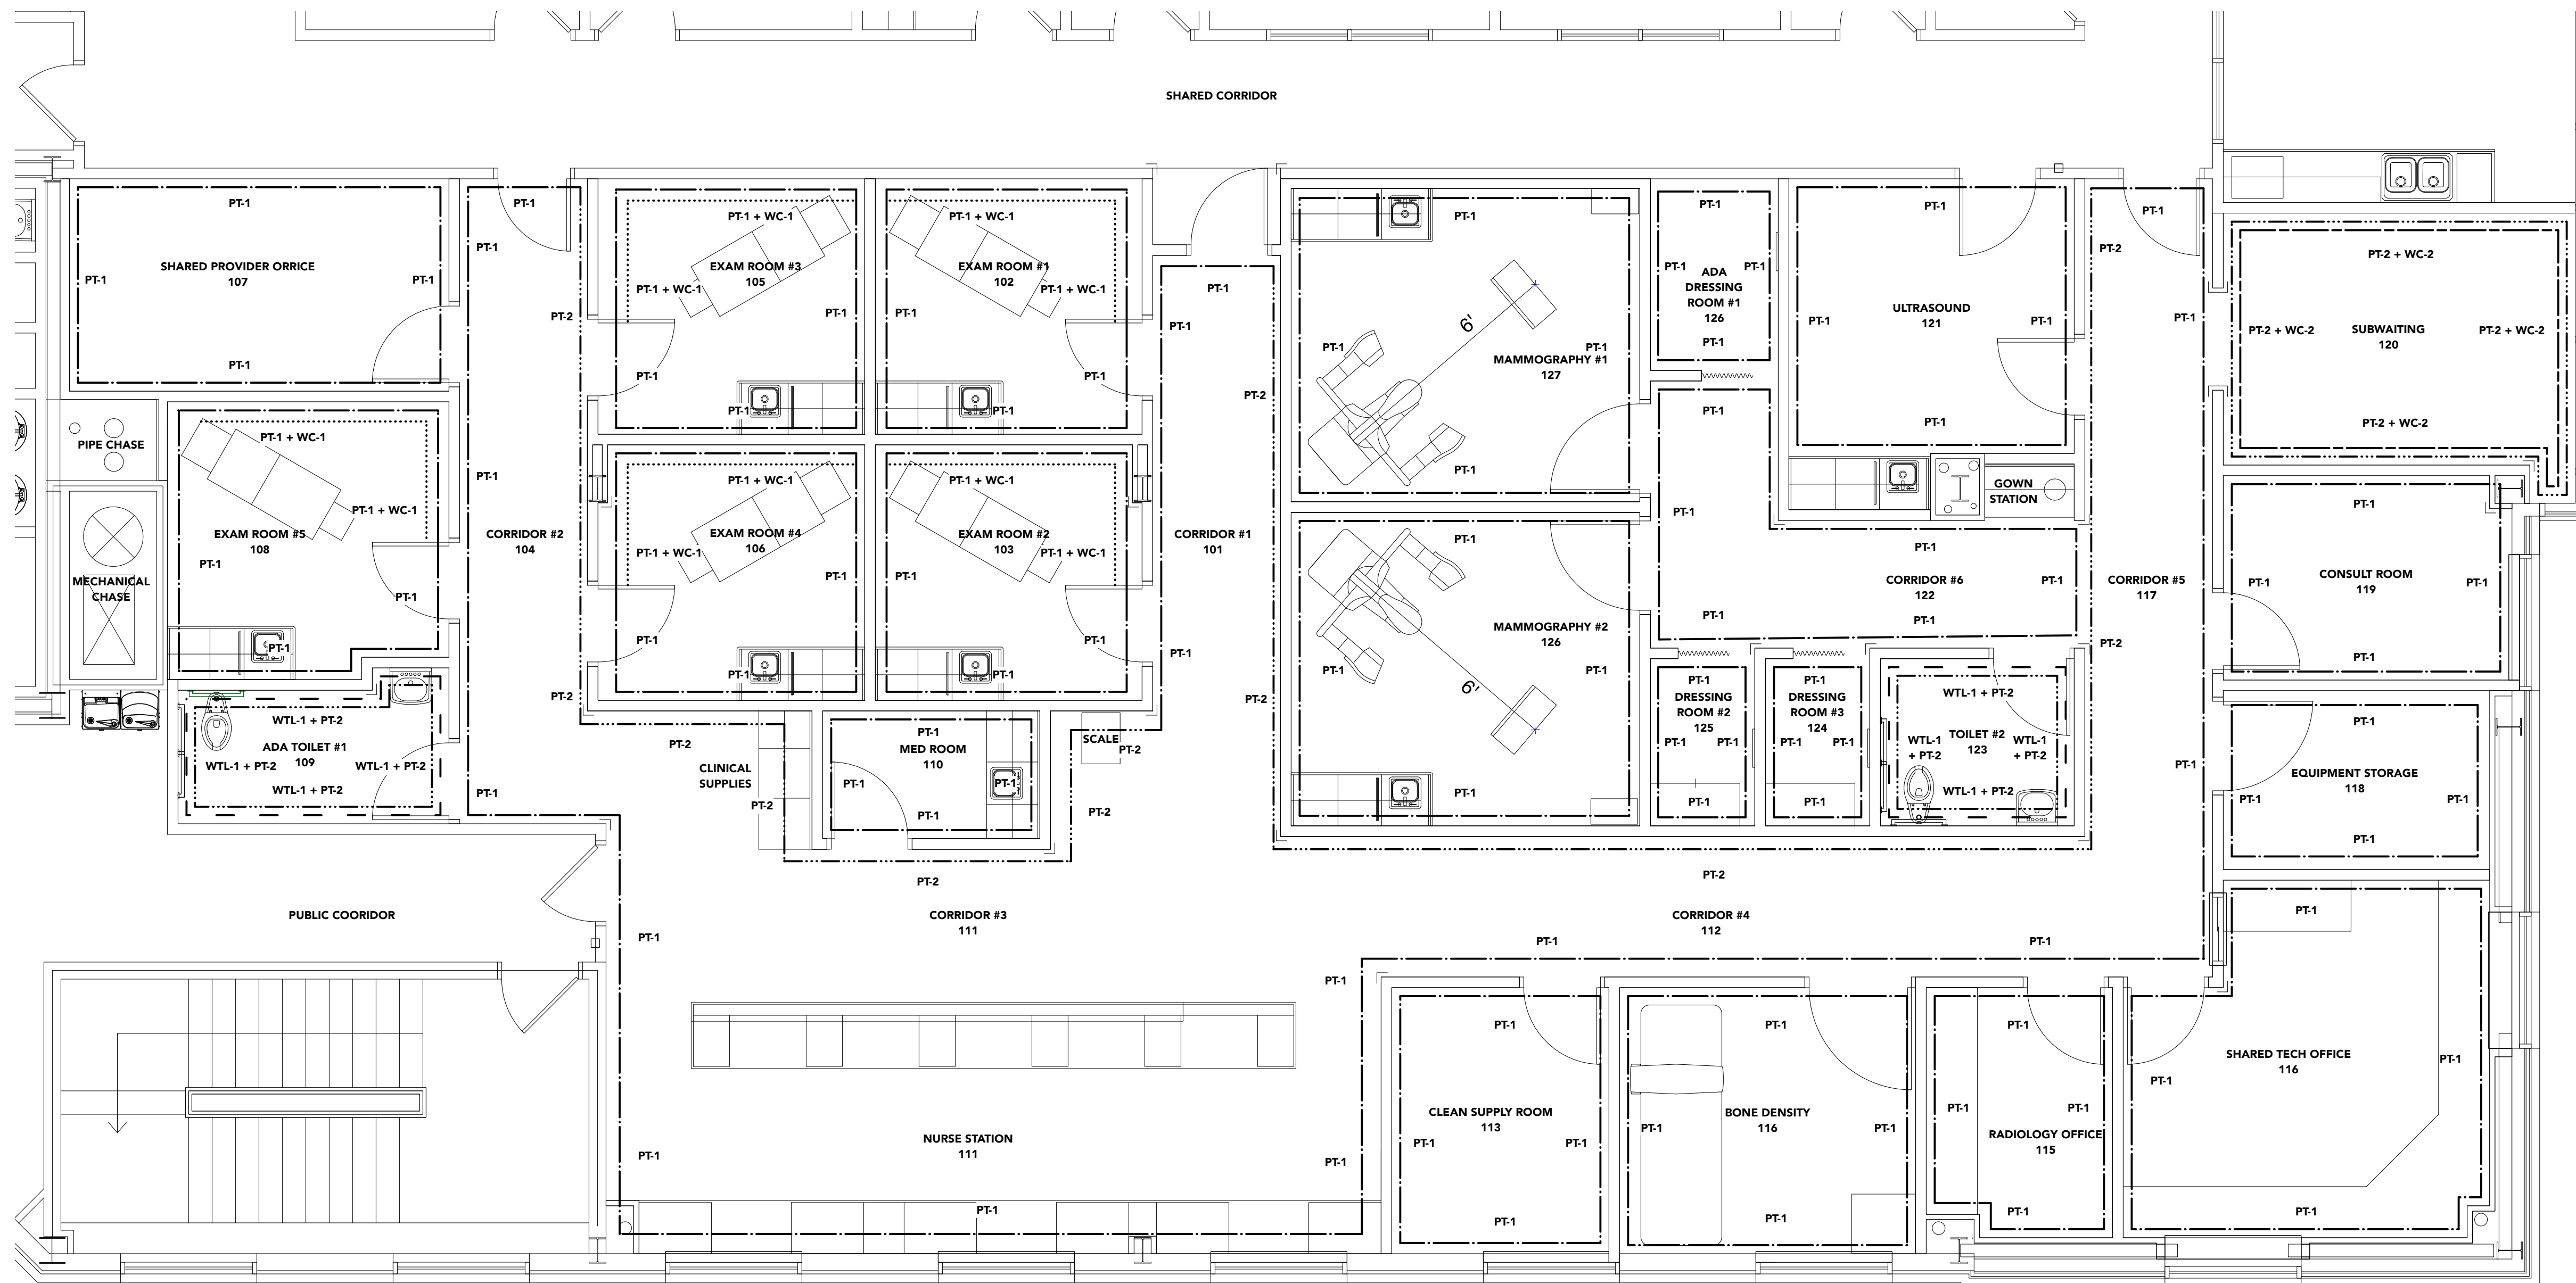 SHARED CORRIDOR
PT-1
SHARED PROVIDER ORRICE
107
PT-1
PT-1
PT-1
PT-1
PT-1
PT-2
PT-1
CORRIDOR #2
104
PT-2
PT-1
PT-1 + WC-1
EXAM ROOM #3
105
PT-1 + WC-1
PT-1
PT-1
PT-1
PT-1 + WC-1
EXAM ROOM #1
102
PT-1 + WC-1
PT-1
PT-1
PT-1
PT-1
PT-1
PT-2
CORRIDOR #1
101
PT-1
PT-2
PT-1
6'
PT-1
PT-1
MAMMOGRAPHY #1
127
PT-1
PT-1
PT-1
PT-1
ADA
DRESSING
ROOM #1
126
PT-1
PT-1
ULTRASOUND
121
PT-1
PT-1
PT-1
PT-1
PT-2
PT-1
PT-2 + WC-2
PT-2 + WC-2
SUBWAITING
120
PT-2 + WC-2
PT-2 + WC-2
PIPE CHASE
MECHANICAL
CHASE
PT-1 + WC-1
PT-1 + WC-1
EXAM ROOM #5
108
PT-1
PT-1
PT-1
PT-1 + WC-1
EXAM ROOM #4
106
PT-1 + WC-1
PT-1
PT-1
PT-1
PT-1 + WC-1
EXAM ROOM #2
103
PT-1 + WC-1
PT-1
PT-1
PT-1
PT-1
MAMMOGRAPHY #2
126
PT-1
PT-1
6'
PT-1
PT-1
PT-1
PT-1
GOWN
STATION
PT-1
CORRIDOR #6
122
PT-1
PT-1
CORRIDOR #5
117
PT-2
PT-1
PT-1
CONSULT ROOM
119
PT-1
PT-1
PT-1
WTL-1 + PT-2
ADA TOILET #1
109
WTL-1 + PT-2
WTL-1 + PT-2
WTL-1 + PT-2
PT-2
CLINICAL
SUPPLIES
PT-2
PT-1
MED ROOM
110
PT-1
PT-1
PT-1
SCALE
PT-2
PT-2
PT-1
DRESSING
ROOM #2
125
PT-1
PT-1
PT-1
PT-1
DRESSING
ROOM #3
124
PT-1
PT-1
PT-1
WTL-1 + PT-2
TOILET #2
123
WTL-1
+ PT-2
WTL-1
+ PT-2
WTL-1 + PT-2
PT-1
EQUIPMENT STORAGE
118
PT-1
PT-1
PT-1
PUBLIC COORIDOR
PT-2
CORRIDOR #3
111
PT-1
PT-1
PT-2
CORRIDOR #4
112
PT-1
PT-1
NURSE STATION
111
PT-1
PT-1
PT-1
PT-1
CLEAN SUPPLY ROOM
113
PT-1
PT-1
PT-1
PT-1
BONE DENSITY
116
PT-1
PT-1
PT-1
PT-1
PT-1
PT-1
RADIOLOGY OFFICE
115
PT-1
PT-1
SHARED TECH OFFICE
116
PT-1
PT-1
PT-1